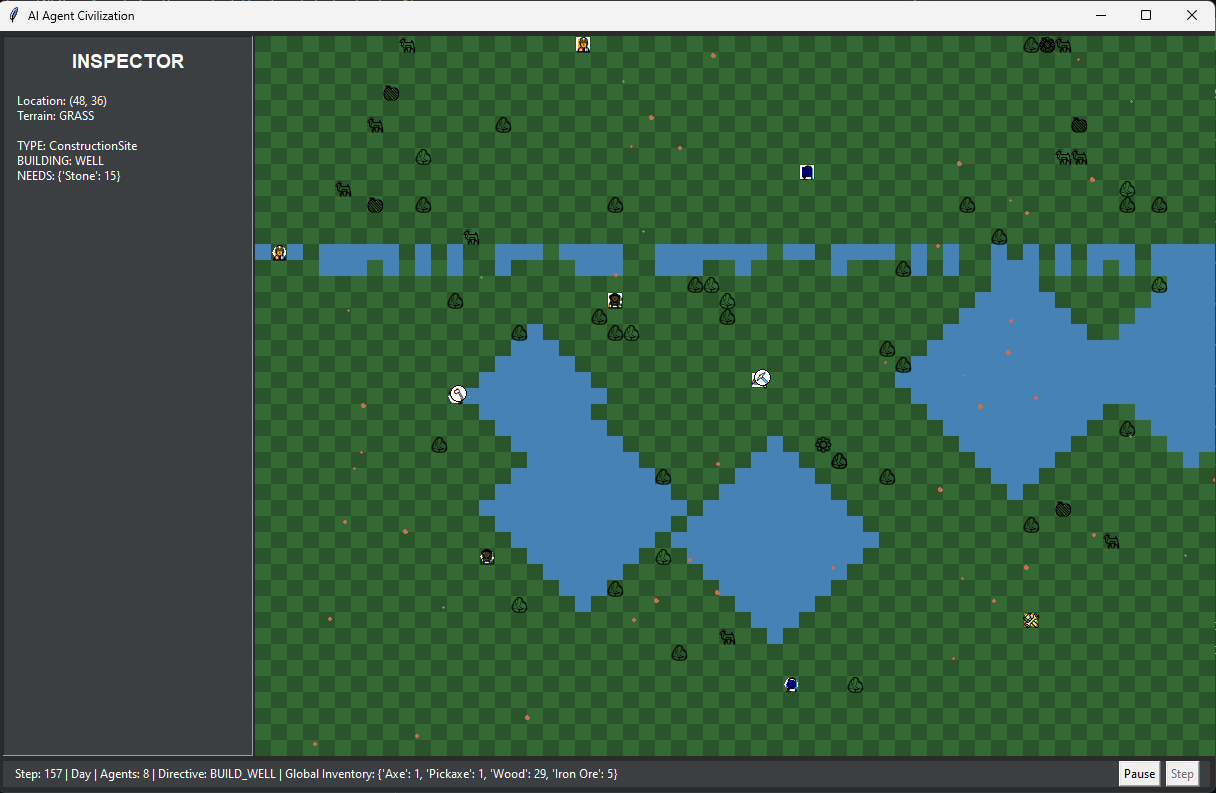 AI Agent Civilization
INSPECTOR
Location: (48, 36)
Terrain: GRASS
TYPE: ConstructionSite
BUILDING: WELL
NEEDS: {'Stone': 15}
Step: 157 | Day | Agents: 8 | Directive: BUILD_WELL | Global Inventory: {'Axe': 1, 'Pickaxe': 1, 'Wood': 29, 'Iron Ore': 5}
Pause
Step